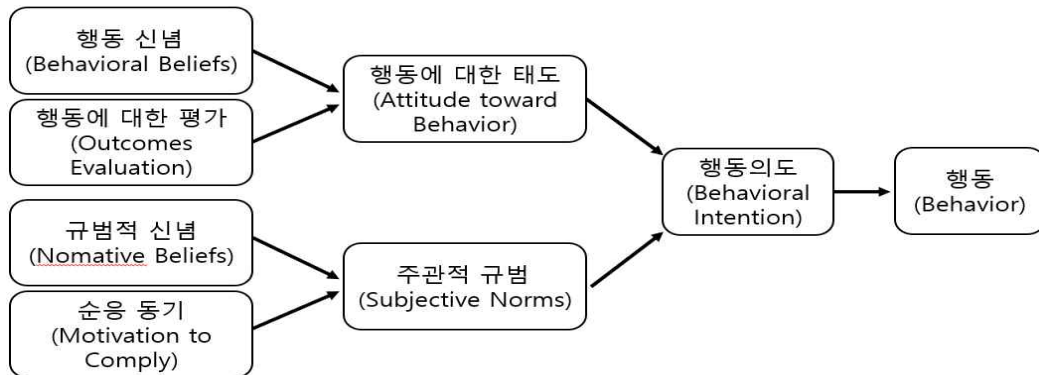 행동 신념
(Behavioral Beliefs)
행동에 대한 평가
(Outcomes
Evaluation)
규범적 신념
(Nomative Beliefs)
순응 동기
(Motivation to
Comply)
행동에 대한 태도
(Attitude toward
Behavior)
주관적 규범
(Subjective Norms)
행동의도
(Behavioral
Intention)
행동
(Behavior)